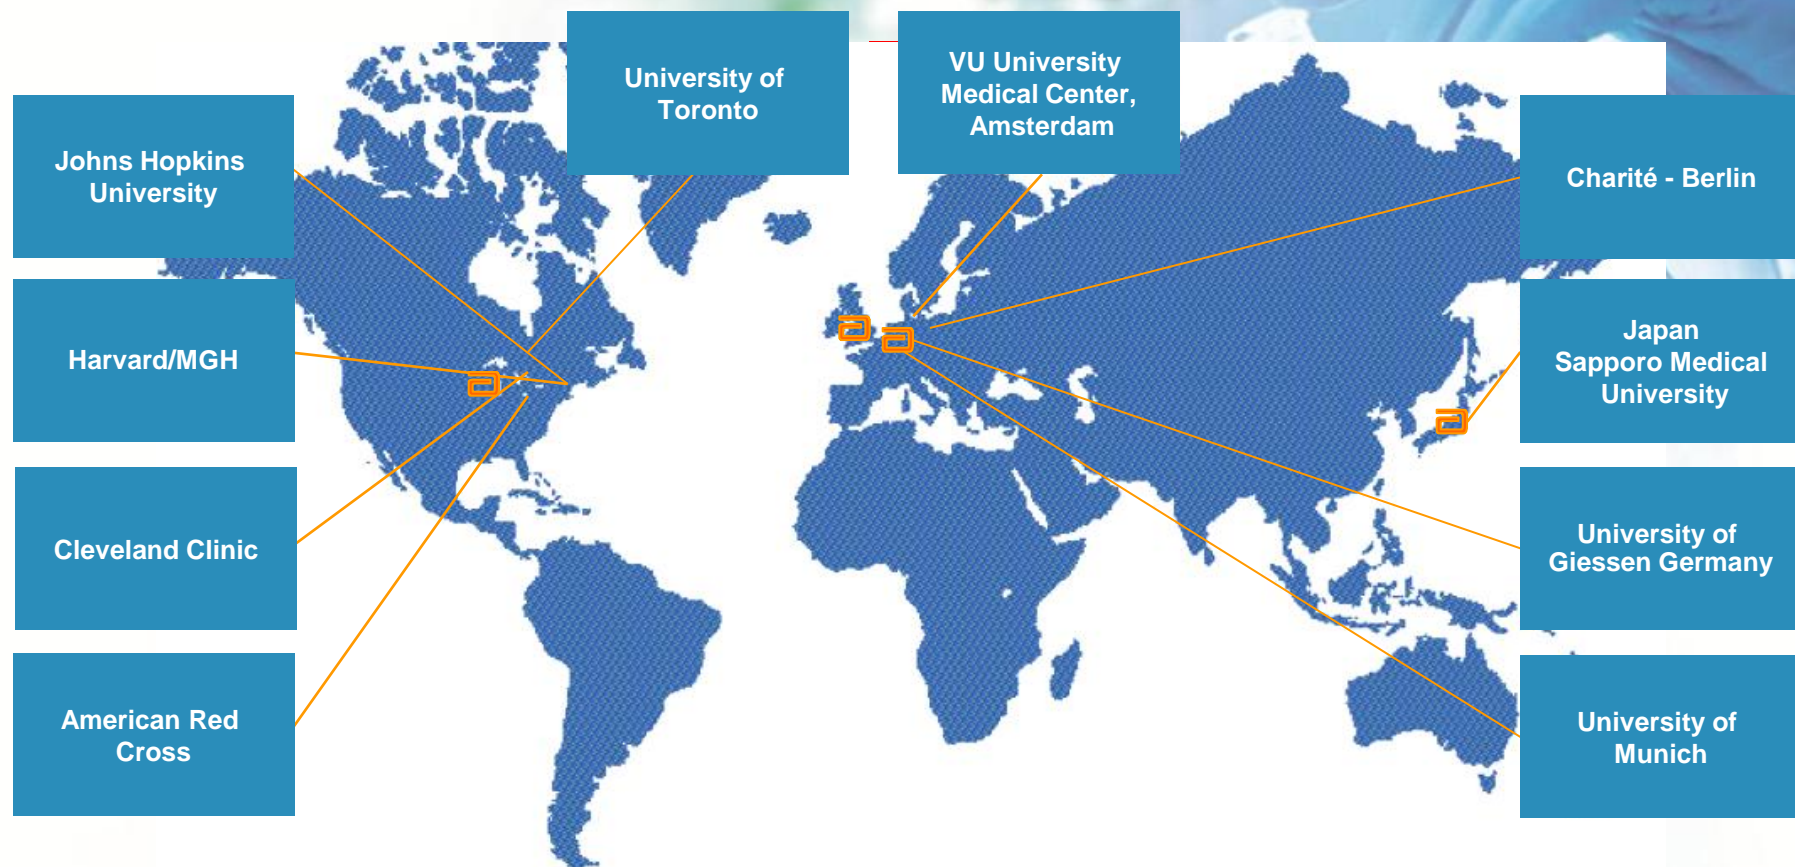 University of
Toronto
VU University
Medical Center,
Amsterdam
Johns Hopkins
University
Charité - Berlin
Harvard/MGH
Japan
Sapporo Medical
University
Cleveland Clinic
University of
Giessen Germany
American Red
Cross
University of
Munich